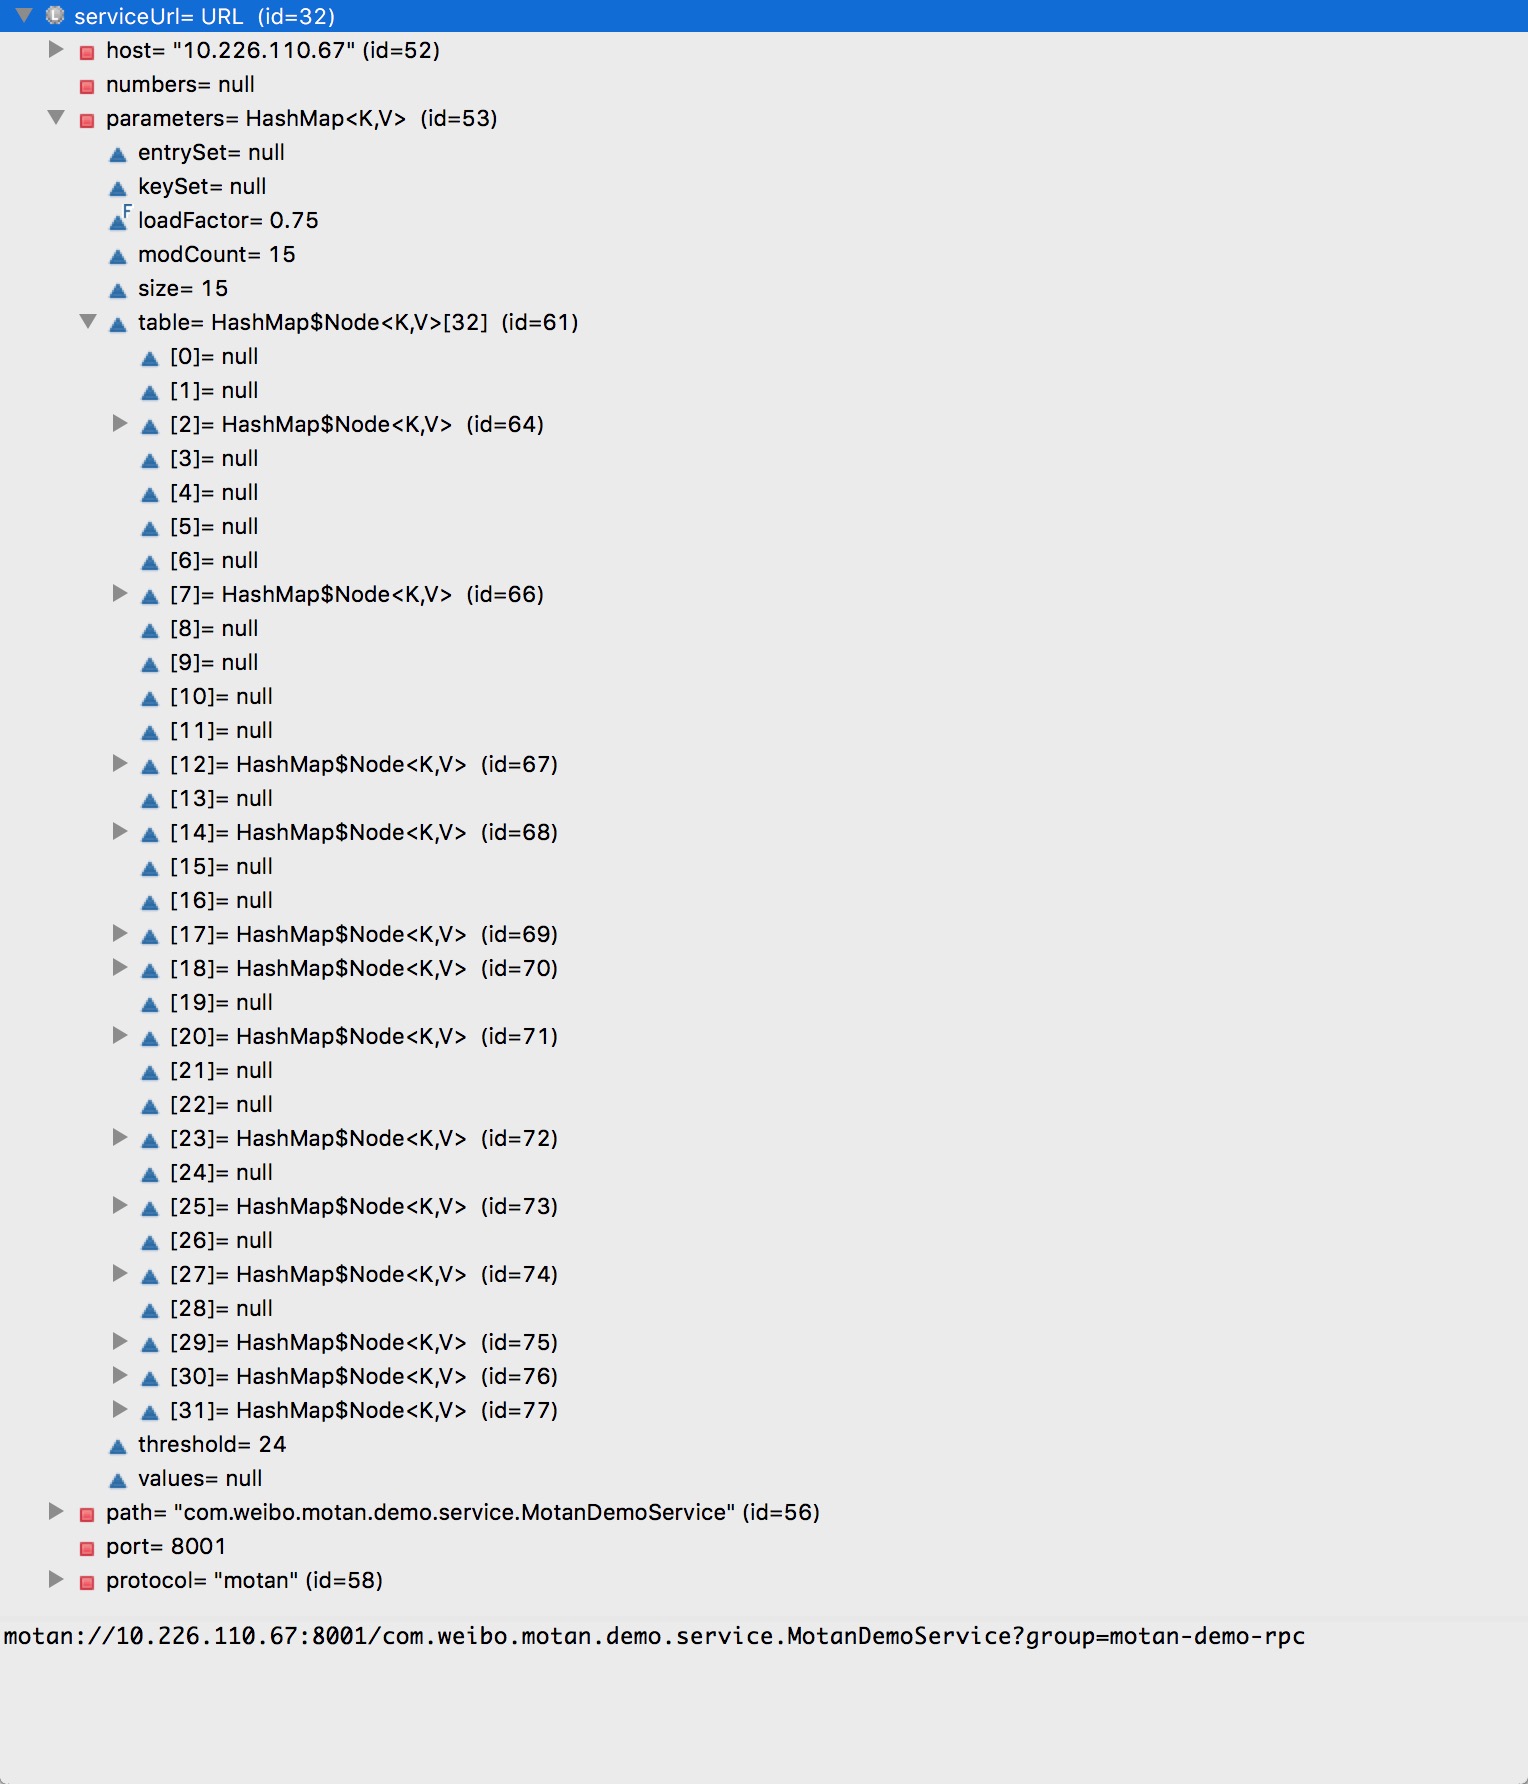 serviceUrl= URL (id=32)
host= "10.226.110.67" (id=52)
numbers= null
parameters= HashMap<K,V> (id=53)
entrySet= null
keySet= null
F loadFactor= 0.75
modCount= 15
size= 15
table= HashMap$Node<K,V>[32] (id=61)
[0]= null
[1]= null
[2]= HashMap$Node<K,V> (id=64)
[3]= null
[4]= null
[5]= null
[6]= null
[7]= HashMap$Node<K,V> (id=66)
[8]= null
[9]= null
[10]= null
[11]= null
[12]= HashMap$Node<K,V> (id=67)
[13]= null
[14]= HashMap$Node<K,V> (id=68)
[15]= null
[16]= null
[17]= HashMap$Node<K,V> (id=69)
[18]= HashMap$Node<K,V> (id=70)
[19]= null
[20]= HashMap$Node<K,V> (id=71)
[21]= null
[22]= null
[23]= HashMap$Node<K,V> (id=72)
[24]= null
[25]= HashMap$Node<K,V> (id=73)
[26]= null
[27]= HashMap$Node<K,V> (id=74)
[28]= null
[29]= HashMap$Node<K,V> (id=75)
[30]= HashMap$Node<K,V> (id=76)
[31]= HashMap$Node<K,V> (id=77)
threshold= 24
values= null
path= "com.weibo.motan.demo.service.MotanDemoService" (id=56)
port= 8001
protocol= "motan" (id=58)
motan://10.226.110.67:8001/com.weibo.motan.demo.service.MotanDemoService?group=motan-demo-rpc